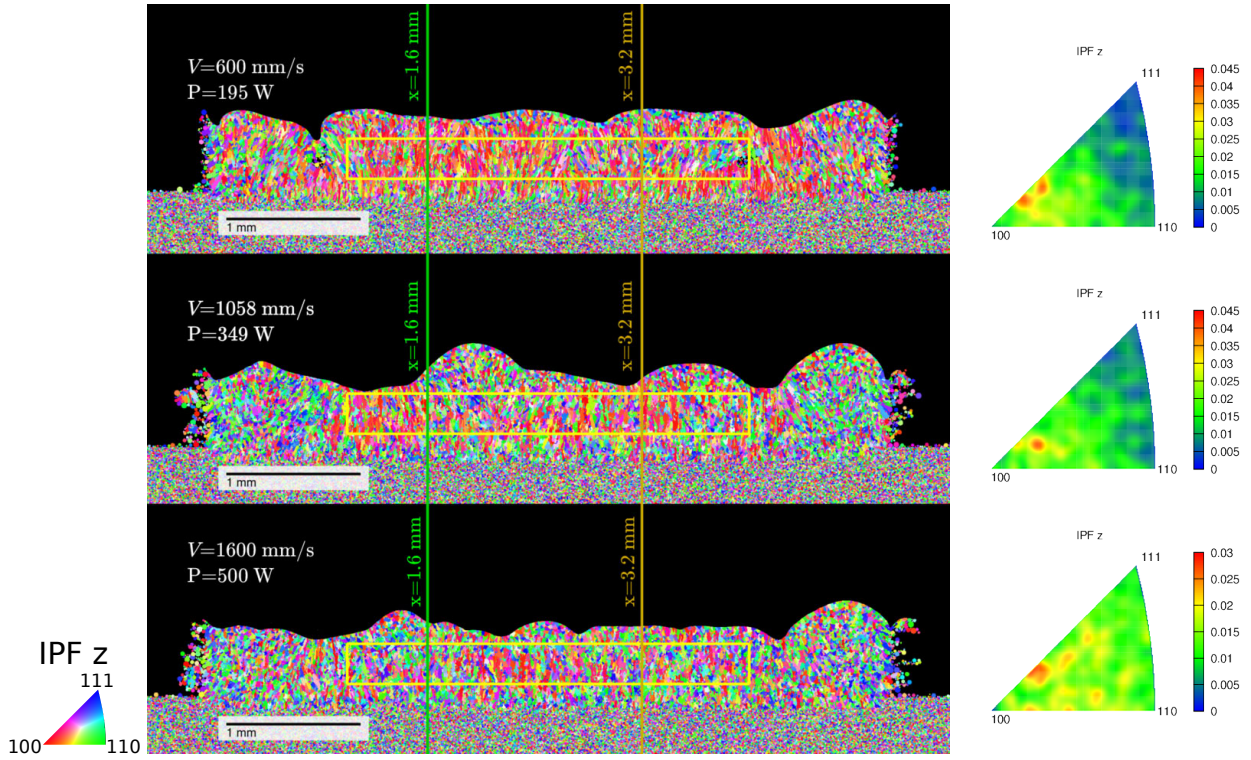 V=600 mm/s
P=195 W
x=1.6 mm
x=3.2 mm
1 mm
IPF z
111
100
110
0.045
0.04
0.035
0.03
0.025
0.02
0.015
0.01
0.005
0
V=1058 mm/s
P=349 W
x=1.6 mm
x=3.2 mm
1 mm
IPF z
111
100
110
0.045
0.04
0.035
0.03
0.025
0.02
0.015
0.01
0.005
0
V=1600 mm/s
P=500 W
x=1.6 mm
x=3.2 mm
1 mm
IPF z
111
100
110
0.03
0.025
0.02
0.015
0.01
0.005
0
IPF z
111
100
110